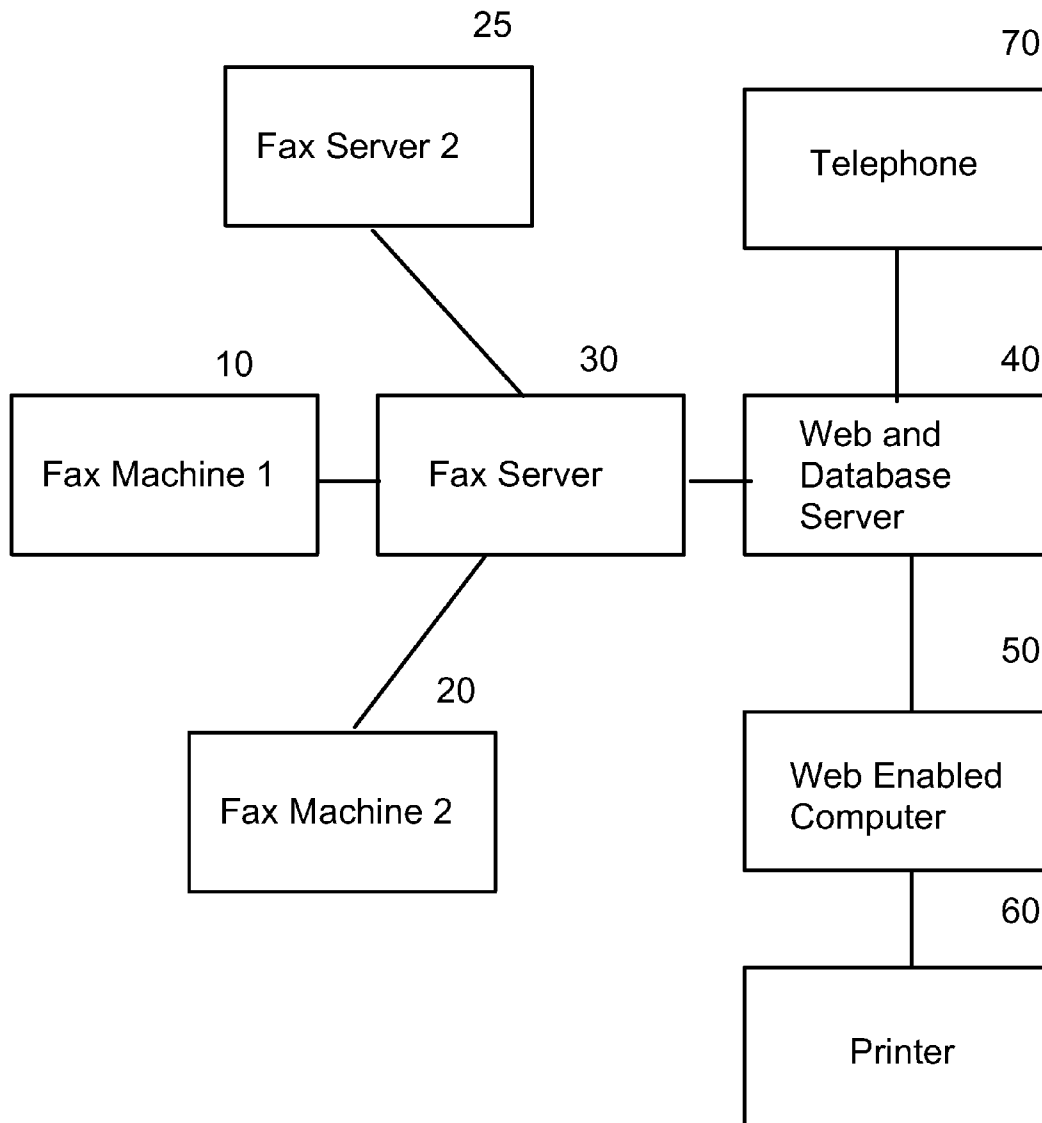 25
70
Fax Server 2
Telephone
10
30
40
Fax Machine 1
Fax Server
Web and
Database
Server
50
20
Fax Machine 2
Web Enabled
Computer
60
Printer